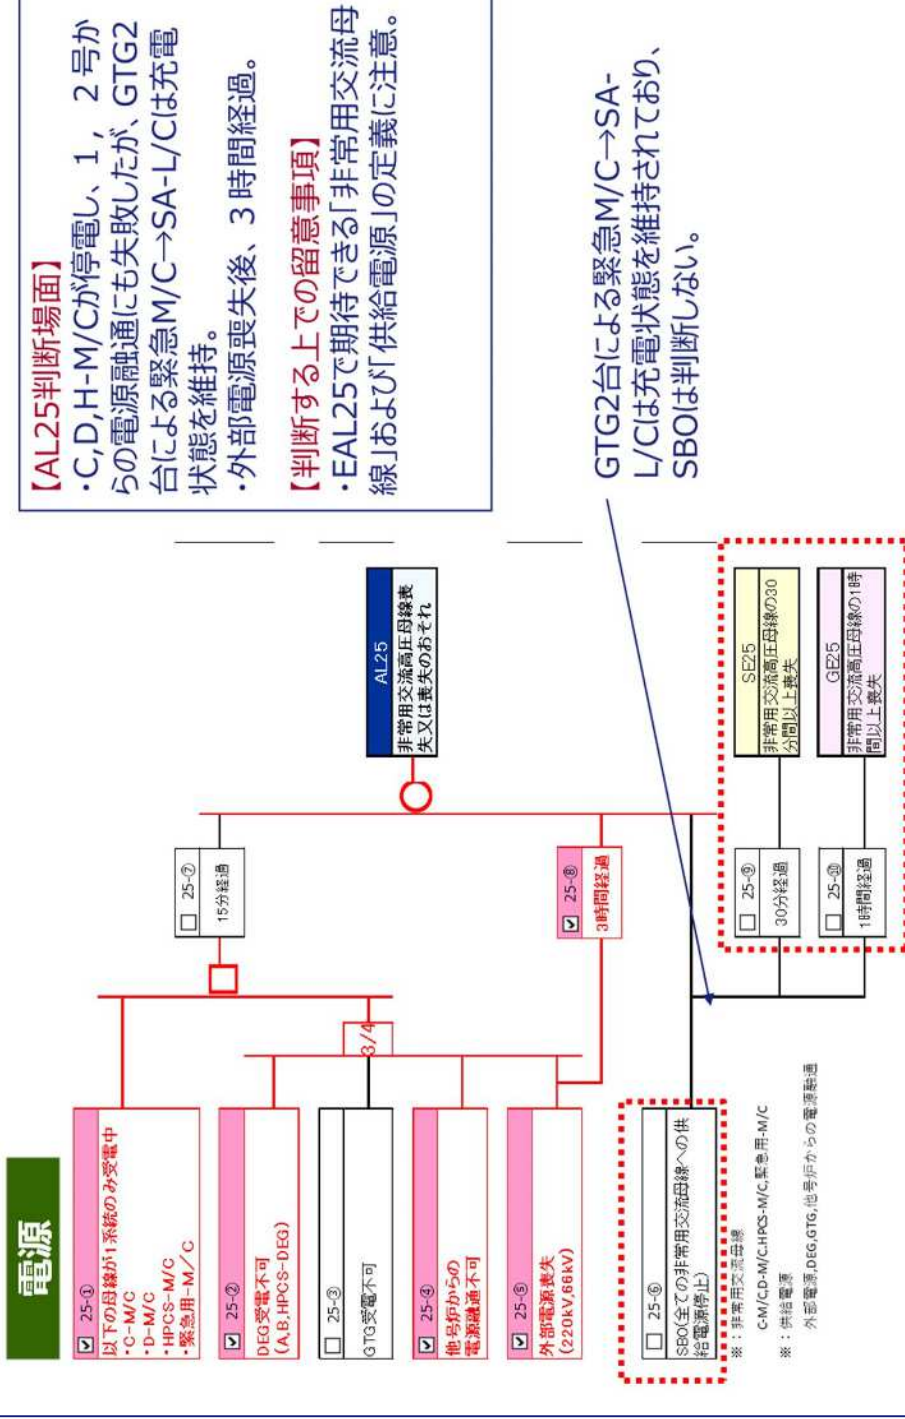 電源
☑ 25-①
以下の母線が1系統のみ受電中
・C-M/C
・D-M/C
・HPCS-M/C
・緊急用-M/C
☑ 25-②
DEG受電不可
(A,B,HPCS-DEG)
□ 25-③
GTG受電不可
☑ 25-④
他号炉からの
電源融通不可
☑ 25-⑤
外部電源喪失
(220kV,66kV)
□ 25-⑥
SBO(全ての非常用交流母線への供
給電源停止)
※：非常用交流母線
C-M/C,D-M/C,HPCS-M/C,緊急用-M/C
※：供給電源
外部電源,DEG,GTG,他号炉からの電源融通
3/4
□ 25-⑦
15分経過
☑ 25-⑧
3時間経過
□ 25-⑨
30分経過
□ 25-⑩
1時間経過
AL25
非常用交流高圧母線喪
失又は喪失のおそれ
SE25
非常用交流高圧母線の30
分間以上喪失
GE25
非常用交流高圧母線の1時
間以上喪失
【AL25判断場面】
・C,D,H-M/Cが停電し、1，2号か
らの電源融通にも失敗したが、GTG2
台による緊急M/C→SA-L/Cは充電
状態を維持。
・外部電源喪失後、3時間経過。
【判断する上での留意事項】
・EAL25で期待できる「非常用交流母
線」および「供給電源」の定義に注意。
GTG2台による緊急M/C→SA-
L/Cは充電状態を維持されており、
SBOは判断しない。